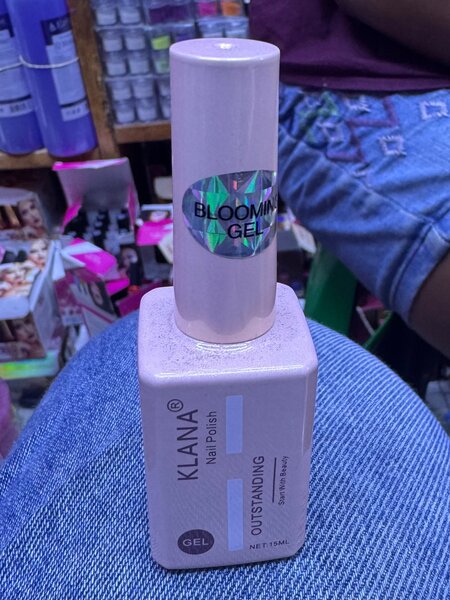 BLOOMIN
GEL
KLANA®
Nail Polish
OUTSTANDING
Start With Beauty
GEL
NET:15ML